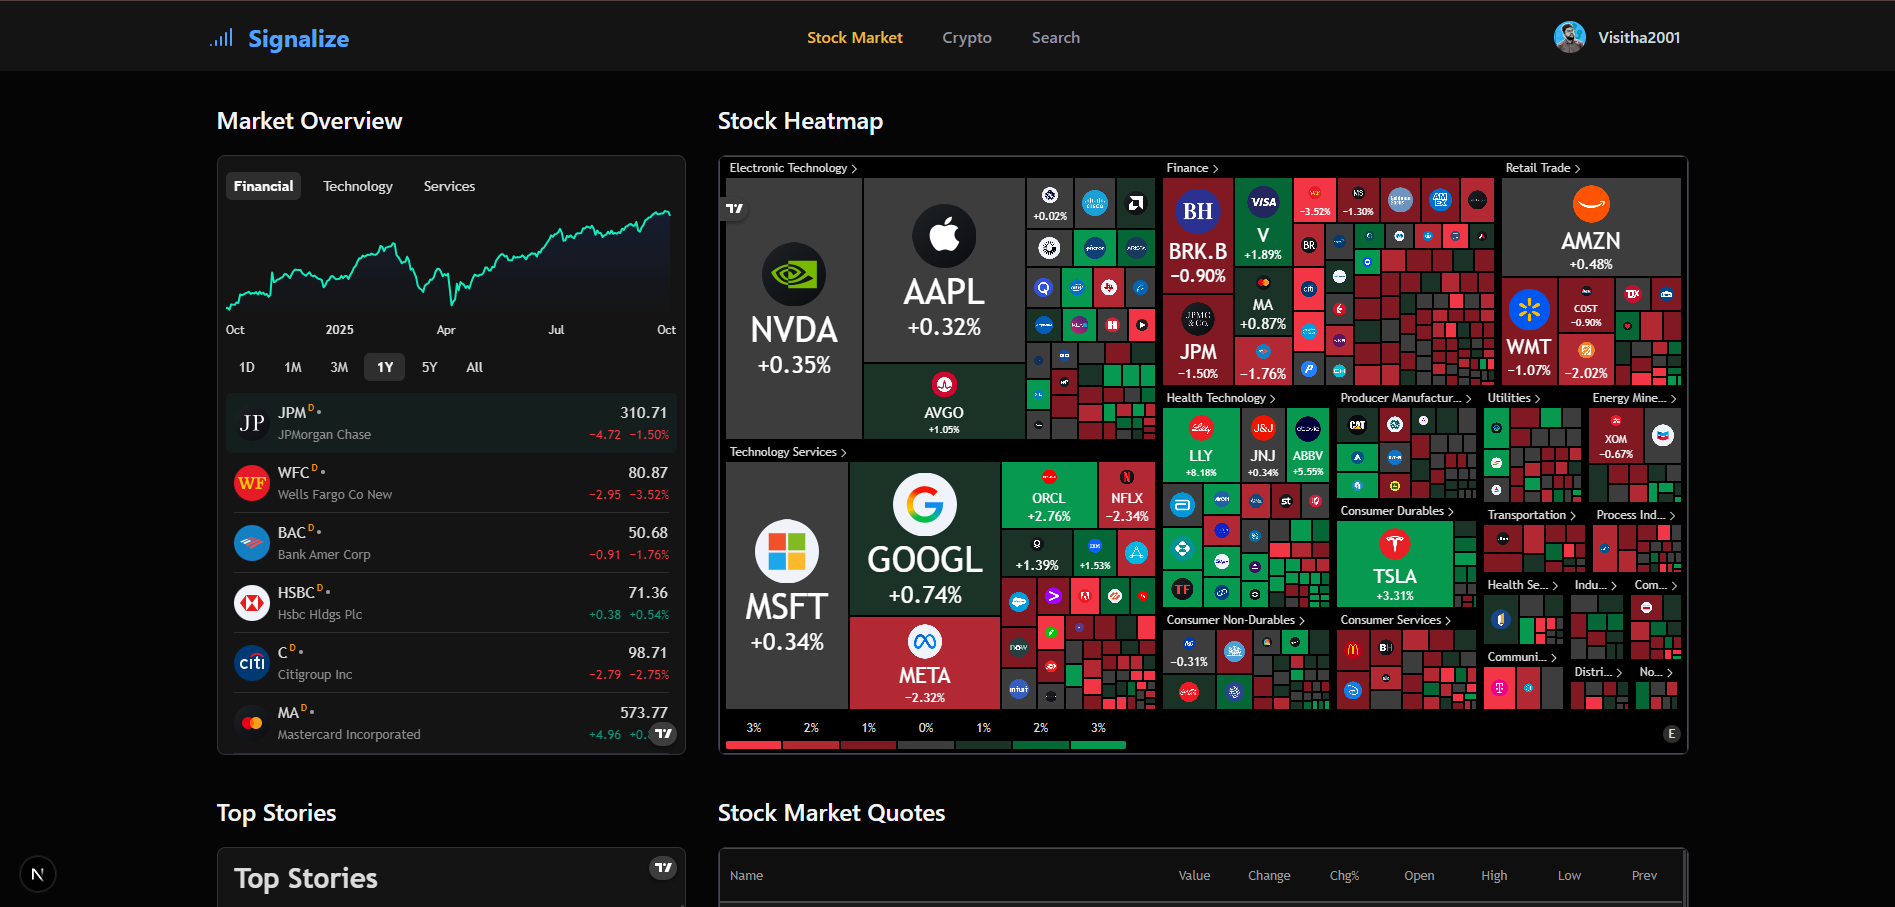 Signalize
Stock Market
Crypto
Search
Visitha2001
Market Overview
Financial
Technology
Services
Oct
2025
Apr
Jul
Oct
1D
1M
3M
1Y
5Y
All
JPM D
310.71
JPMorgan Chase
−4.72 −1.50%
WFC D
80.87
Wells Fargo Co New
−2.95 −3.52%
BAC D
50.68
Bank Amer Corp
−0.91 −1.76%
HSBC D
71.36
Hsbc Hldgs Plc
+0.38 +0.54%
C D
98.71
Citigroup Inc
−2.79 −2.75%
MA D
573.77
Mastercard Incorporated
+4.96
Stock Heatmap
Electronic Technology >
NVDA
+0.35%
AAPL
+0.32%
AVGO
+1.05%
+0.02%
Technology Services >
MSFT
+0.34%
GOOGL
+0.74%
META
−2.32%
ORCL
+2.76%
NFLX
−2.34%
+1.39%
+1.53%
Finance >
BH
BRK.B
−0.90%
JPM
−1.50%
VISA
V
+1.89%
MA
+0.87%
−1.76%
−3.52%
−1.30%
Retail Trade >
AMZN
+0.48%
WMT
−1.07%
COST
−0.90%
−2.02%
Health Technology >
LLY
+8.18%
J&J
JNJ
+0.34%
ABBV
+5.55%
Producer Manufactur... >
CAT
Utilities >
Energy Mine... >
XOM
−0.67%
Consumer Durables >
TSLA
+3.31%
Transportation >
Process Ind... >
Health Se... >
Indu... >
Com... >
Consumer Non-Durables >
−0.31%
Consumer Services >
Communi... >
Distri... >
No... >
3%
2%
1%
0%
1%
2%
3%
E
Top Stories
Top Stories
Stock Market Quotes
Name
Value
Change
Chg%
Open
High
Low
Prev
N